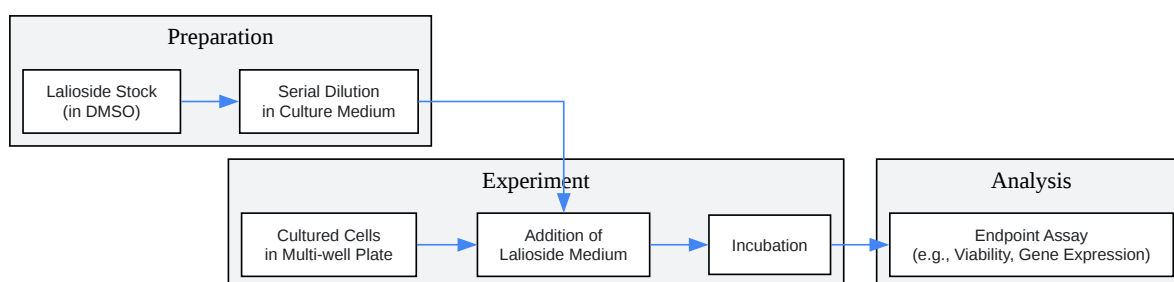 Preparation
Lalioside Stock
(in DMSO)
Serial Dilution
in Culture Medium
Experiment
Cultured Cells
in Multi-well Plate
Addition of
Lalioside Medium
Incubation
Analysis
Endpoint Assay
(e.g., Viability, Gene Expression)